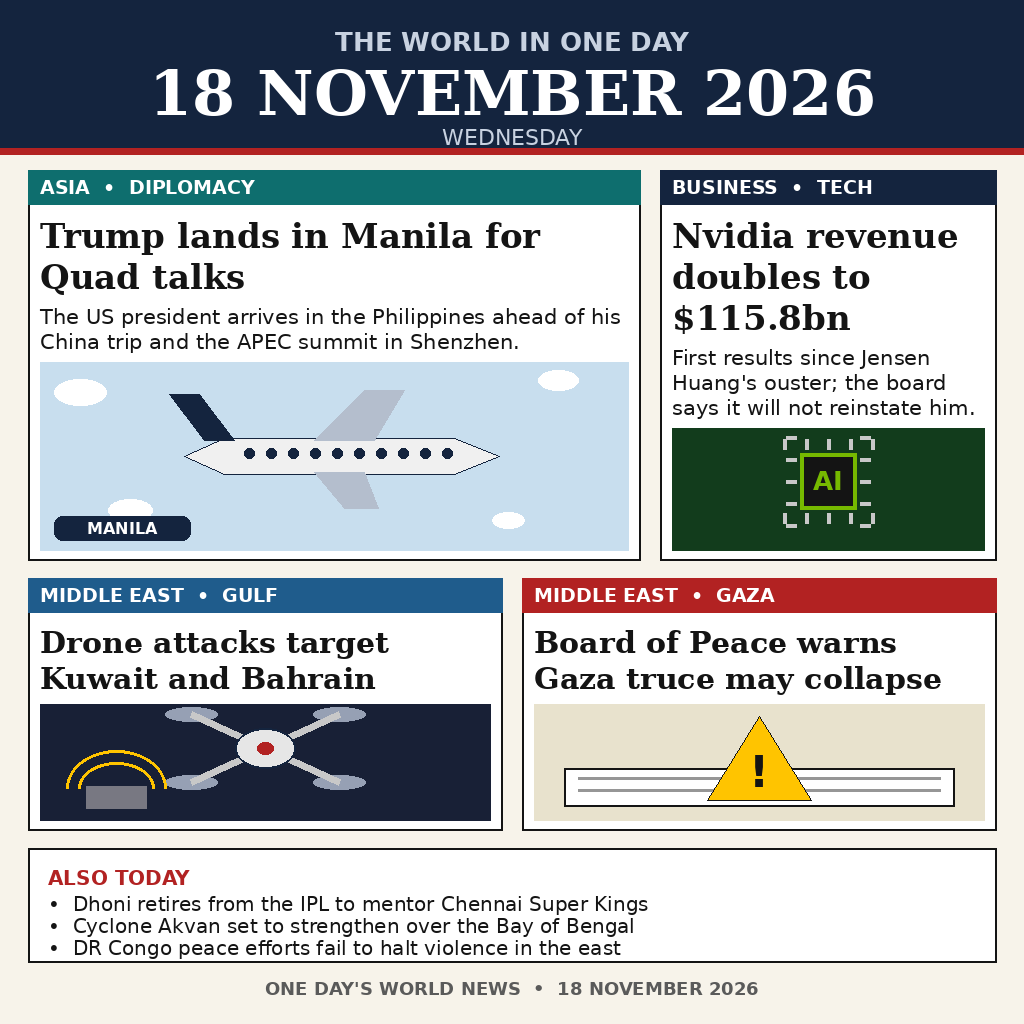 THE WORLD IN ONE DAY
18 NOVEMBER 2026
WEDNESDAY
ASIA • DIPLOMACY
Trump lands in Manila for
Quad talks
The US president arrives in the Philippines ahead of his
China trip and the APEC summit in Shenzhen.
MANILA
BUSINESS • TECH
Nvidia revenue
doubles to
$115.8bn
First results since Jensen
Huang's ouster; the board
says it will not reinstate him.
AI
MIDDLE EAST • GULF
Drone attacks target
Kuwait and Bahrain
MIDDLE EAST • GAZA
Board of Peace warns
Gaza truce may collapse
!
ALSO TODAY
• Dhoni retires from the IPL to mentor Chennai Super Kings
• Cyclone Akvan set to strengthen over the Bay of Bengal
• DR Congo peace efforts fail to halt violence in the east
ONE DAY'S WORLD NEWS • 18 NOVEMBER 2026